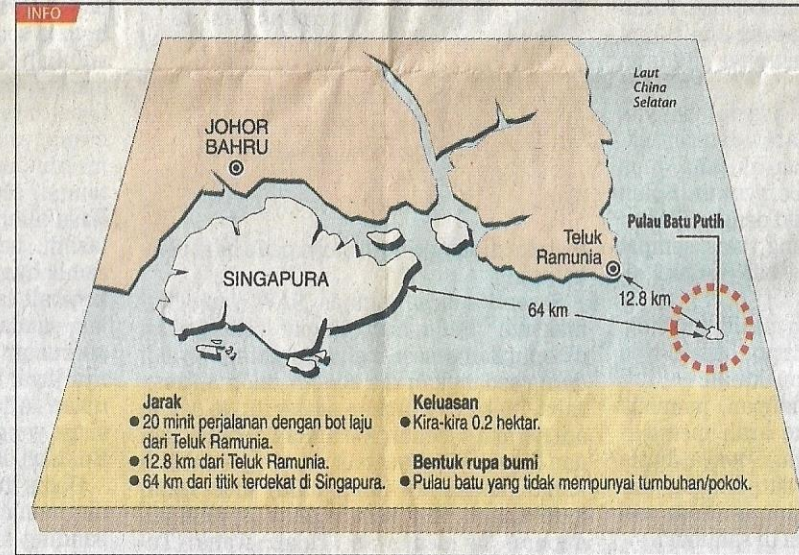 INFO
Laut
China
Selatan
JOHOR
BAHRU
Pulau Batu Putih
Teluk
Ramunia
SINGAPURA
12.8 km
64 km
Jarak
● 20 minit perjalanan dengan bot laju
dari Teluk Ramunia.
● 12.8 km dari Teluk Ramunia.
● 64 km dari titik terdekat di Singapura.
Keluasan
● Kira-kira 0.2 hektar.
Bentuk rupa bumi
● Pulau batu yang tidak mempunyai tumbuhan/pokok.